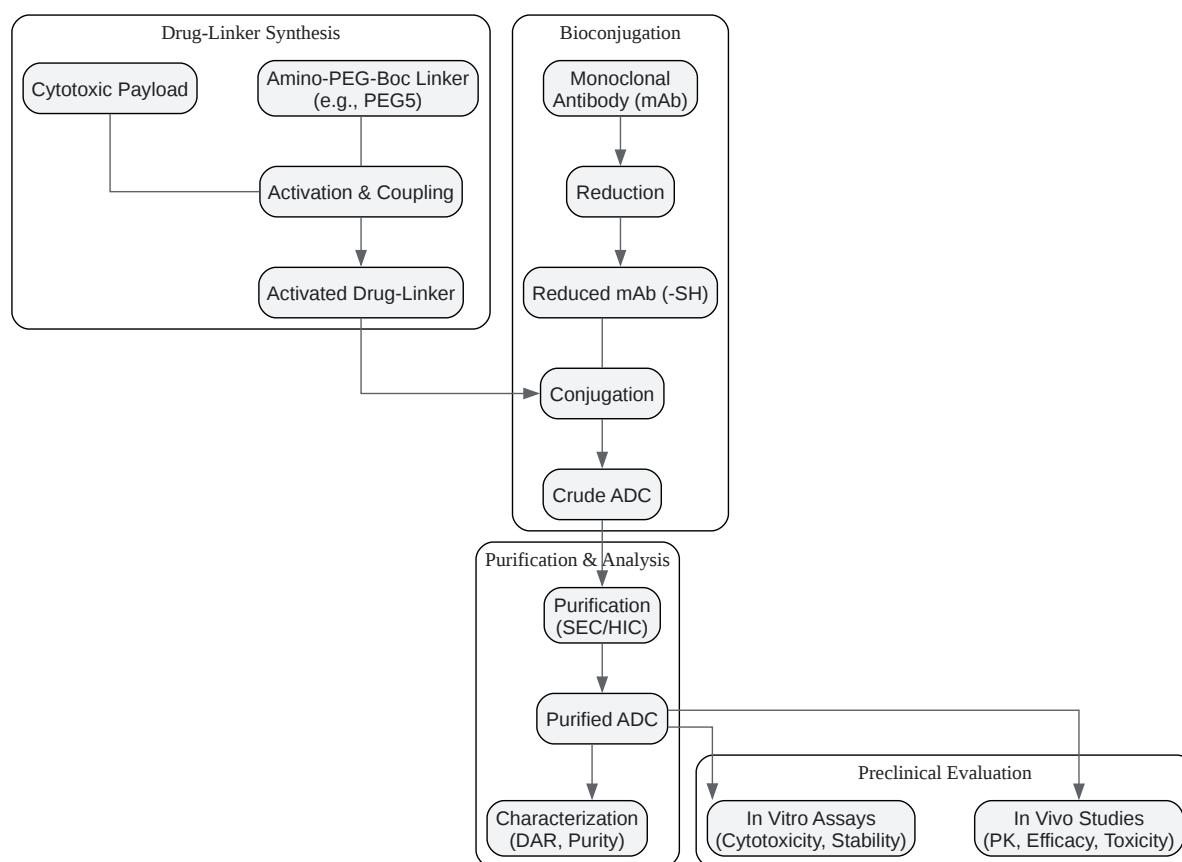 Drug-Linker Synthesis
Cytotoxic Payload
Amino-PEG-Boc Linker
(e.g., PEG5)
Activation & Coupling
Activated Drug-Linker
Bioconjugation
Monoclonal
Antibody (mAb)
Reduction
Reduced mAb (-SH)
Conjugation
Crude ADC
Purification & Analysis
Purification
(SEC/HIC)
Purified ADC
Characterization
(DAR, Purity)
Preclinical Evaluation
In Vitro Assays
(Cytotoxicity, Stability)
In Vivo Studies
(PK, Efficacy, Toxicity)